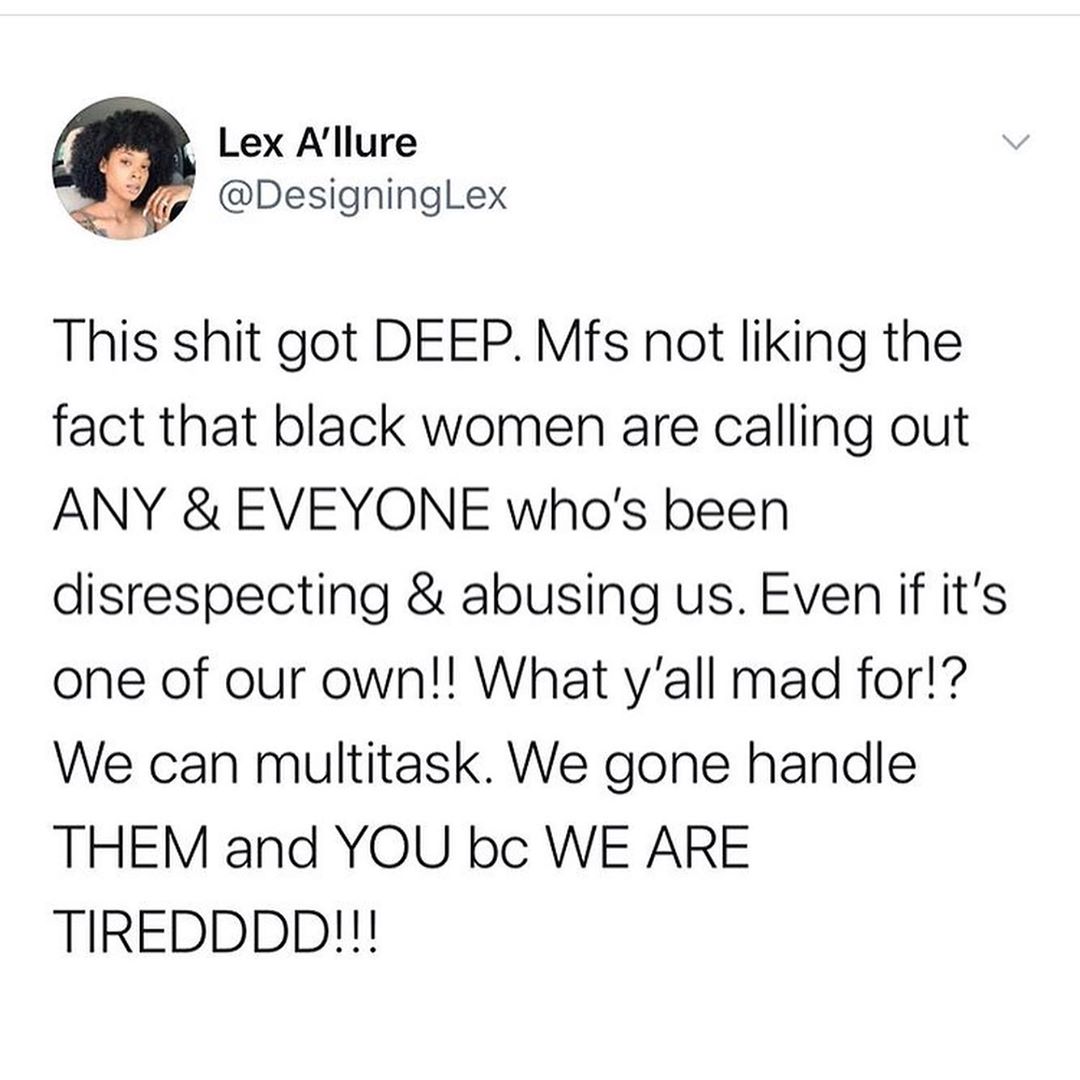 Lex A'llure
@DesigningLex
This shit got DEEP. Mfs not liking the
fact that black women are calling out
ANY & EVEYONE who's been
disrespecting & abusing us. Even if it's
one of our own!! What y'all mad for!?
We can multitask. We gone handle
THEM and YOU bc WE ARE
TIREDDDD!!!